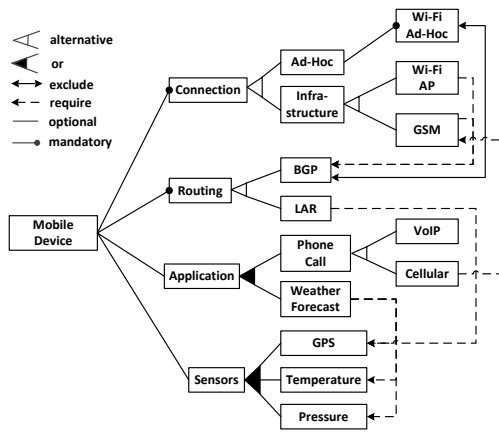 alternative
or
exclude
require
optional
mandatory
Mobile
Device
Connection
Routing
Application
Sensors
Ad-Hoc
Infra-
structure
BGP
LAR
Phone
Call
Weather
Forecast
GPS
Temperature
Pressure
Wi-Fi
Ad-Hoc
Wi-Fi
AP
GSM
VoIP
Cellular